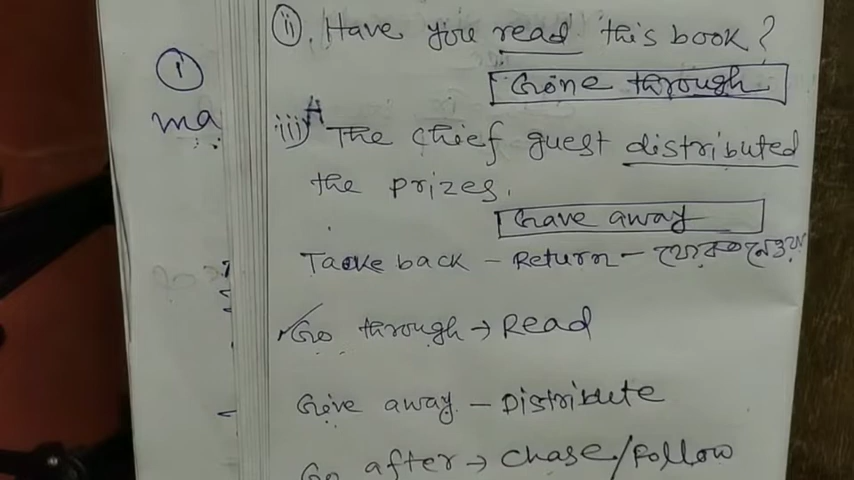 (ii). Have you read this book?
Gone through
(i)
ma
iii) The chief guest distributed
the prizes.
Gave away
Take back - Return -
Go through → Read
Give away - Distribute
Go after → chase/Follow